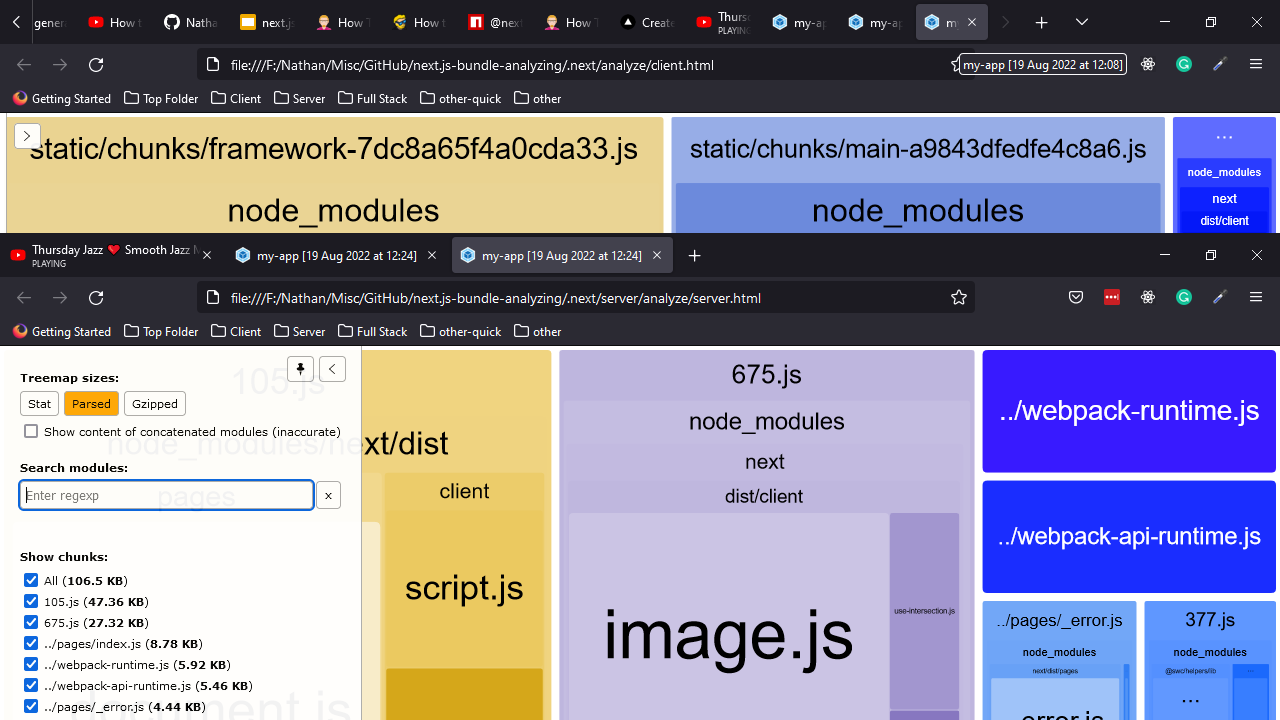 genera
How t
Natha
next.js
How T
How t
@next
How T
Create
Thurs
PLAYING
my-ap
my-ap
my
file:///F:/Nathan/Misc/GitHub/next.js-bundle-analyzing/.next/analyze/client.html
my-app [19 Aug 2022 at 12:08]
Getting Started
Top Folder
Client
Server
Full Stack
other-quick
other
static/chunks/framework-7dc8a65f4a0cda33.js
static/chunks/main-a9843dfedfe4c8a6.js
...
node_modules
node_modules
node_modules
next
dist/client
Thursday Jazz ❤️ Smooth Jazz M
PLAYING
my-app [19 Aug 2022 at 12:24]
my-app [19 Aug 2022 at 12:24]
file:///F:/Nathan/Misc/GitHub/next.js-bundle-analyzing/.next/server/analyze/server.html
Getting Started
Top Folder
Client
Server
Full Stack
other-quick
other
Treemap sizes:
Stat
Parsed
Gzipped
Show content of concatenated modules (inaccurate)
Search modules:
Enter regexp
x
Show chunks:
All (106.5 KB)
105.js (47.36 KB)
675.js (27.32 KB)
../pages/index.js (8.78 KB)
../webpack-runtime.js (5.92 KB)
../webpack-api-runtime.js (5.46 KB)
../pages/_error.js (4.44 KB)
105.js
node_modules/next/dist
pages
document.js
client
script.js
675.js
node_modules
next
dist/client
image.js
use-intersection.js
../webpack-runtime.js
../webpack-api-runtime.js
../pages/_error.js
node_modules
next/dist/pages
error.js
377.js
node_modules
@swc/helpers/lib
...
...